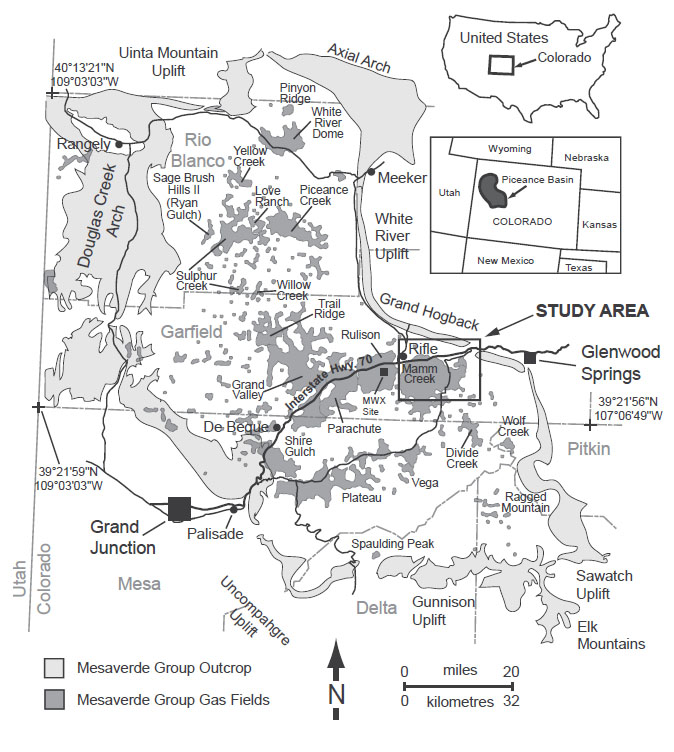 Uinta Mountain
Uplift
Axial Arch
40°13'21"N
109°03'03"W
Pinyon
Ridge
White
River
Dome
Rangely
Rio
Blanco
Yellow
Creek
Sage Brush
Hills II
(Ryan
Gulch)
Love
Ranch
Piceance
Creek
Meeker
Douglas Creek
Arch
White
River
Uplift
Sulphur
Creek
Willow
Creek
Trail
Ridge
Grand Hogback
Garfield
Rulison
Rifle
STUDY AREA
Glenwood
Springs
Interstate Hwy. 70
Mamm
Creek
Grand
Valley
MWX
Site
39°21'56"N
107°06'49"W
De Beque
Parachute
Wolf
Creek
Shire
Gulch
Divide
Creek
Pitkin
39°21'59"N
109°03'03"W
Plateau
Vega
Ragged
Mountain
Grand
Junction
Palisade
Spaulding Peak
Utah
Colorado
Mesa
Uncompahgre
Uplift
Delta
Gunnison
Uplift
Sawatch
Uplift
Elk
Mountains
United States
Colorado
Wyoming
Nebraska
Utah
Piceance Basin
COLORADO
Kansas
New Mexico
Texas
Mesaverde Group Outcrop
Mesaverde Group Gas Fields
N
0 miles 20
0 kilometres 32